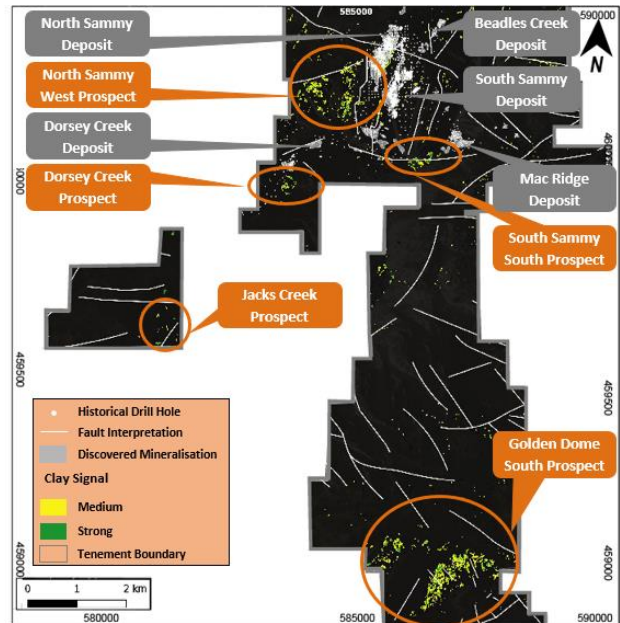 585000
590000
North Sammy
Deposit
Beadles Creek
Deposit
N
North Sammy
West Prospect
South Sammy
Deposit
Dorsey Creek
Deposit
10000
Dorsey Creek
Prospect
Mac Ridge
Deposit
South Sammy
South Prospect
Jacks Creek
Prospect
459500
459500
Historical Drill Hole
Fault Interpretation
Discovered Mineralisation
Clay Signal
Medium
Strong
Tenement Boundary
Golden Dome
South Prospect
459000
459000
0 1 2 km
580000
585000
590000